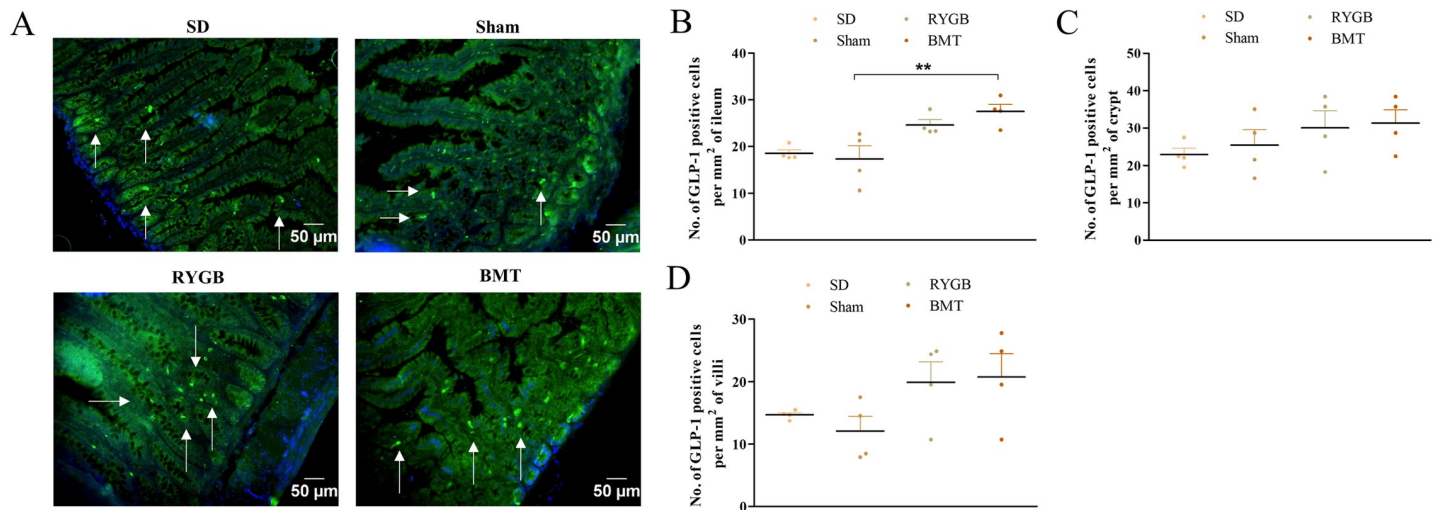 A
SD
Sham
50 µm
50 µm
RYGB
BMT
50 µm
50 µm
B
SD
RYGB
Sham
BMT
No. of GLP-1 positive cells
per mm² of ileum
40
30
20
10
0
**
C
SD
RYGB
Sham
BMT
No. of GLP-1 positive cells
per mm² of crypt
50
40
30
20
10
0
D
SD
RYGB
Sham
BMT
No. of GLP-1 positive cells
per mm² of villi
30
20
10
0